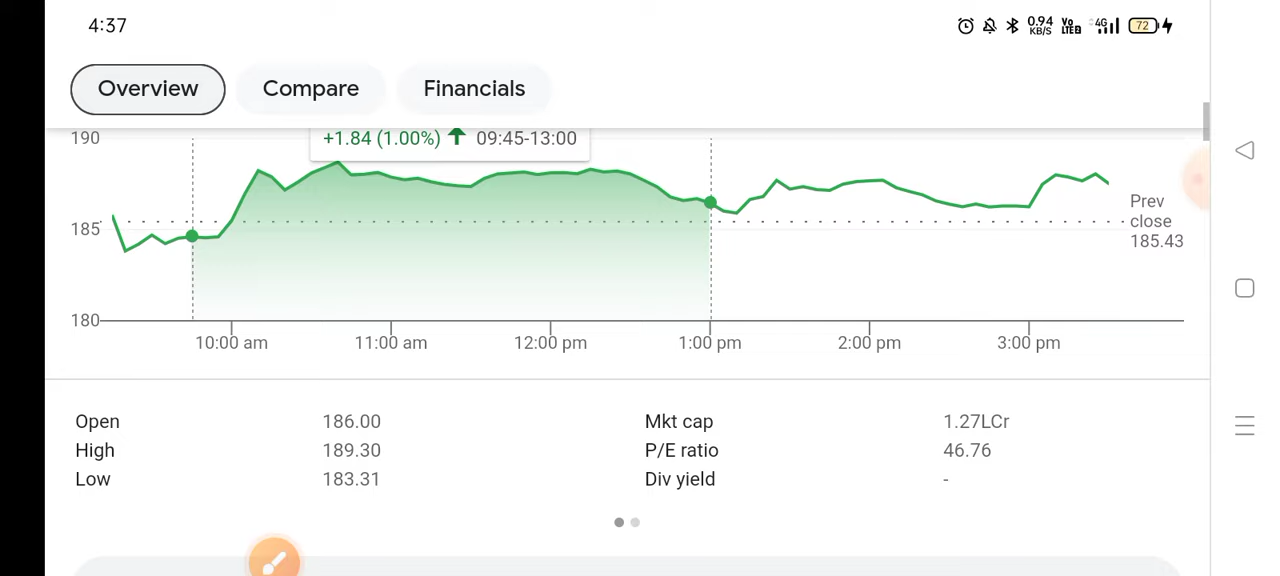 4:37 0.94 KB/S Vo LTE2 4G 72
Overview Compare Financials
190 +1.84 (1.00%) 09:45-13:00
Prev
close
185.43
185
180
10:00 am 11:00 am 12:00 pm 1:00 pm 2:00 pm 3:00 pm
Open 186.00 Mkt cap 1.27LCr
High 189.30 P/E ratio 46.76
Low 183.31 Div yield -